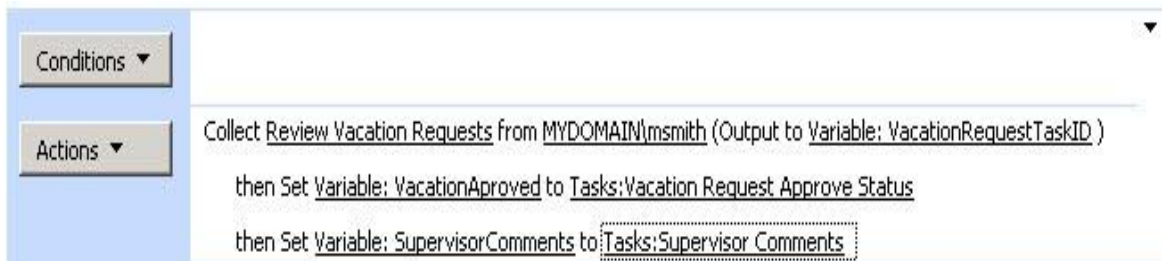 Conditions
Collect Review Vacation Requests from MYDOMAIN\msmith (Output to Variable: VacationRequestTaskID )
Actions
then Set Variable: VacationAproved to Tasks:Vacation Request Approve Status
then Set Variable: SupervisorComments to Tasks:Supervisor Comments